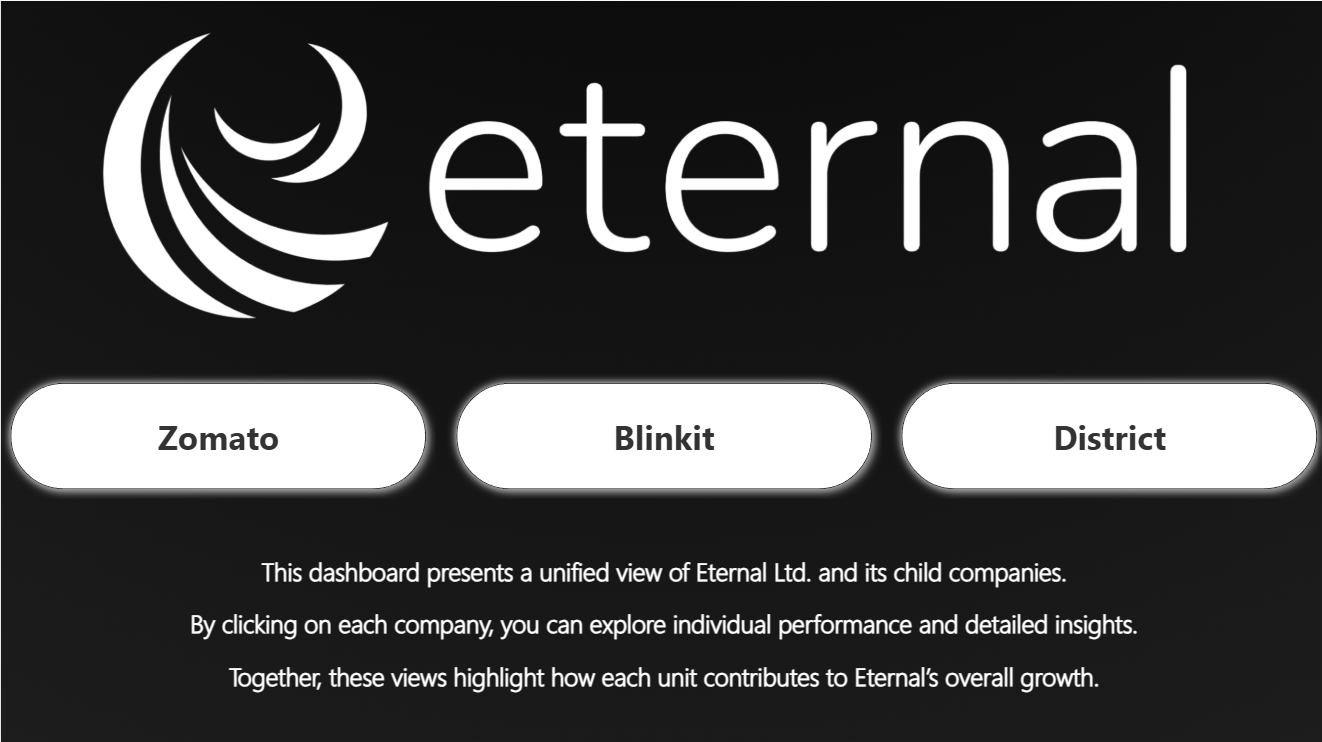 eternal
Zomato
Blinkit
District
This dashboard presents a unified view of Eternal Ltd. and its child companies.
By clicking on each company, you can explore individual performance and detailed insights.
Together, these views highlight how each unit contributes to Eternal’s overall growth.